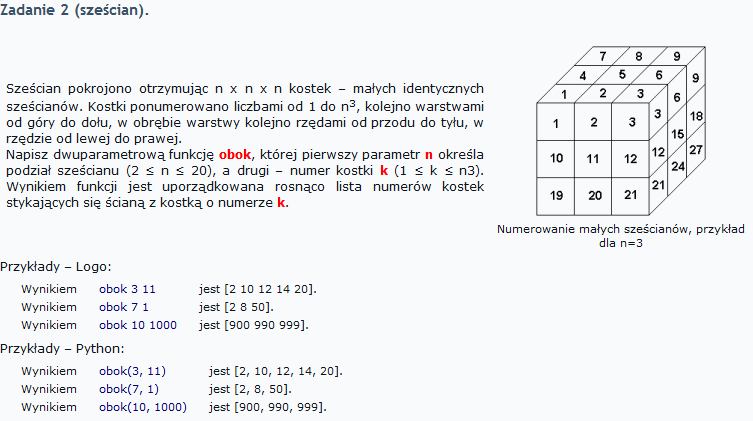 Zadanie 2 (sześcian).
Sześcian pokrojono otrzymując n x n x n kostek – małych identycznych
sześcianów. Kostki ponumerowano liczbami od 1 do n³, kolejno warstwami
od góry do dołu, w obrębie warstwy kolejno rzędami od przodu do tyłu, w
rzędzie od lewej do prawej.
Napisz dwuparametrową funkcję obok, której pierwszy parametr n określa
podział sześcianu (2 ≤ n ≤ 20), a drugi – numer kostki k (1 ≤ k ≤ n3).
Wynikiem funkcji jest uporządkowana rosnąco lista numerów kostek
stykających się ścianą z kostką o numerze k.
7 8 9
4 5 6 9
1 2 3 6
1 2 3 3 18
15
10 11 12 12 27
24
19 20 21 21
Numerowanie małych sześcianów, przykład
dla n=3
Przykłady – Logo:
Wynikiem obok 3 11 jest [2 10 12 14 20].
Wynikiem obok 7 1 jest [2 8 50].
Wynikiem obok 10 1000 jest [900 990 999].
Przykłady – Python:
Wynikiem obok(3, 11) jest [2, 10, 12, 14, 20].
Wynikiem obok(7, 1) jest [2, 8, 50].
Wynikiem obok(10, 1000) jest [900, 990, 999].